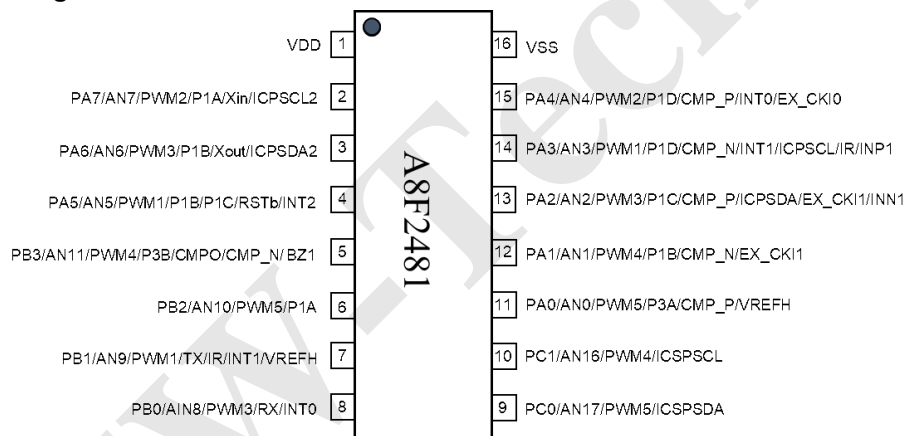 VDD 1
16 VSS
PA7/AN7/PWM2/P1A/Xin/ICPSCL2 2
15 PA4/AN4/PWM2/P1D/CMP_P/INT0/EX_CKI0
PA6/AN6/PWM3/P1B/Xout/ICPSDA2 3
14 PA3/AN3/PWM1/P1D/CMP_N/INT1/ICPSCL/IR/INP1
PA5/AN5/PWM1/P1B/P1C/RSTb/INT2 4
13 PA2/AN2/PWM3/P1C/CMP_P/ICPSDA/EX_CKI1/INN1
A8F2481
PB3/AN11/PWM4/P3B/CMPO/CMP_N/BZ1 5
12 PA1/AN1/PWM4/P1B/CMP_N/EX_CKI1
PB2/AN10/PWM5/P1A 6
11 PA0/AN0/PWM5/P3A/CMP_P/VREFH
PB1/AN9/PWM1/TX/IR/INT1/VREFH 7
10 PC1/AN16/PWM4/ICSPSCL
PB0/AIN8/PWM3/RX/INT0 8
9 PC0/AN17/PWM5/ICSPSDA